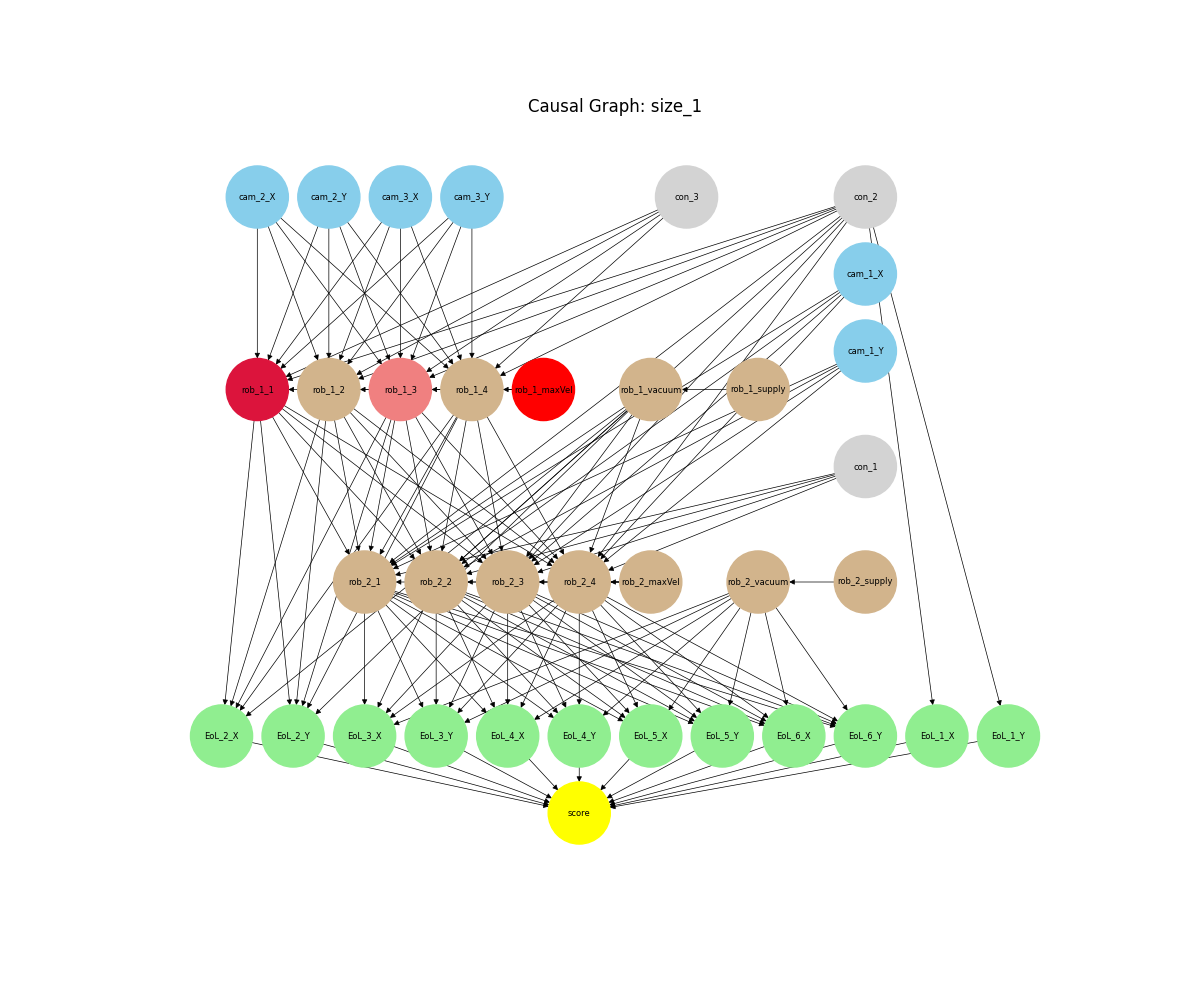 Causal Graph: size_1
cam_2_X cam_2_Y cam_3_X cam_3_Y con_3 con_2
cam_1_X
cam_1_Y
rob_1_1 rob_1_2 rob_1_3 rob_1_4 rob_1_maxVel rob_1_vacuum rob_1_supply
con_1
rob_2_1 rob_2_2 rob_2_3 rob_2_4 rob_2_maxVel rob_2_vacuum rob_2_supply
EoL_2_X EoL_2_Y EoL_3_X EoL_3_Y EoL_4_X EoL_4_Y EoL_5_X EoL_5_Y EoL_6_X EoL_6_Y EoL_1_X EoL_1_Y
score